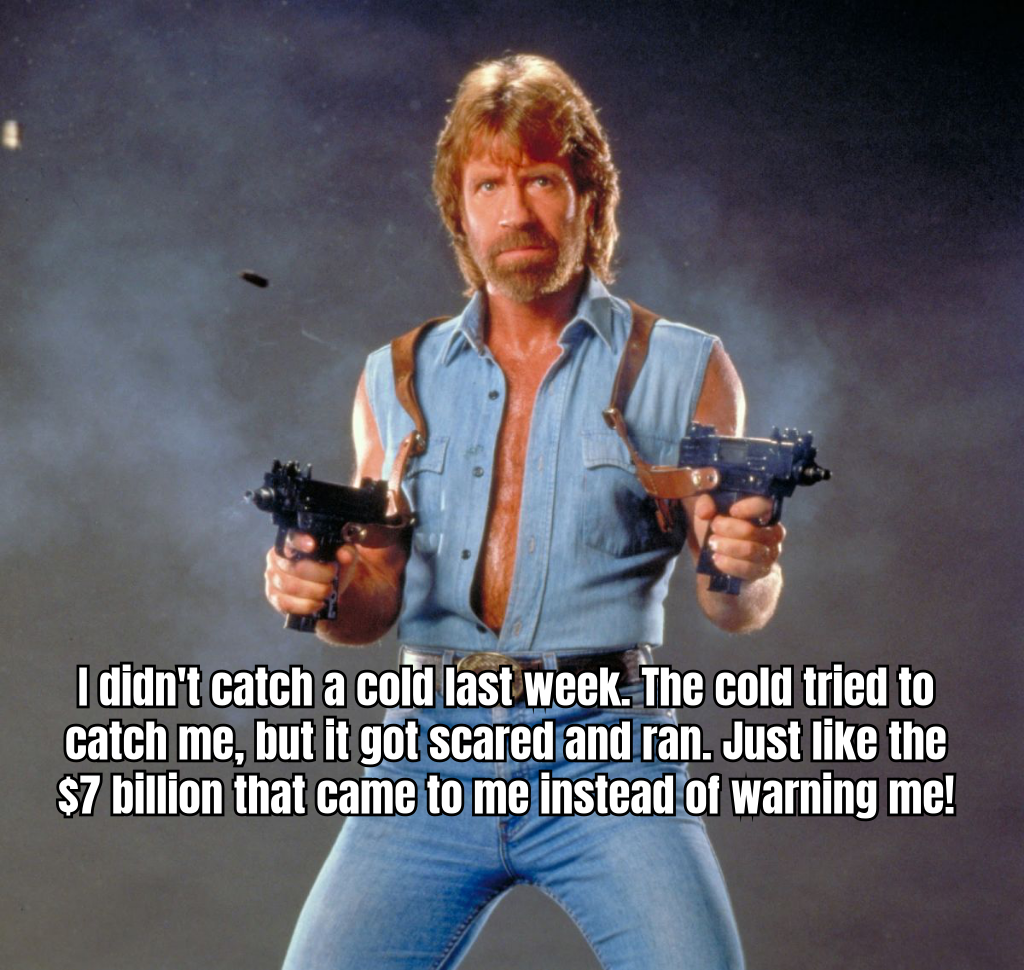 I didn't catch a cold last week. The cold tried to
catch me, but it got scared and ran. Just like the
$7 billion that came to me instead of warning me!